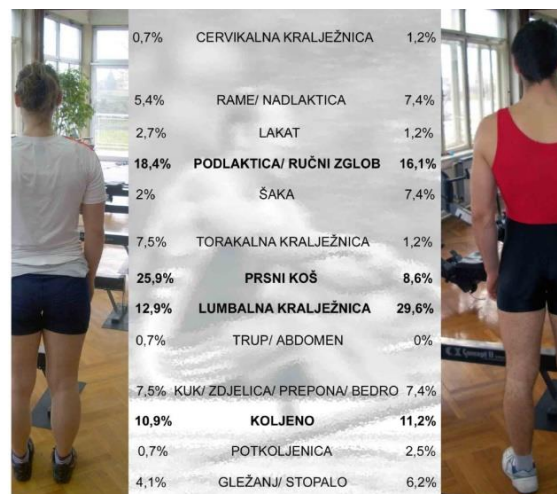 0,7% CERVIKALNA KRALJEŽNICA 1,2%
5,4% RAME/ NADLAKTICA 7,4%
2,7% LAKAT 1,2%
18,4% PODLAKTICA/ RUČNI ZGLOB 16,1%
2% ŠAKA 7,4%
7,5% TORAKALNA KRALJEŽNICA 1,2%
25,9% PRSNI KOŠ 8,6%
12,9% LUMBALNA KRALJEŽNICA 29,6%
0,7% TRUP/ ABDOMEN 0%
7,5% KUK/ ZDJELICA/ PREPONA/ BEDRO 7,4%
10,9% KOLJENO 11,2%
0,7% POTKOLJENICA 2,5%
4,1% GLEŽANJ/ STOPALO 6,2%